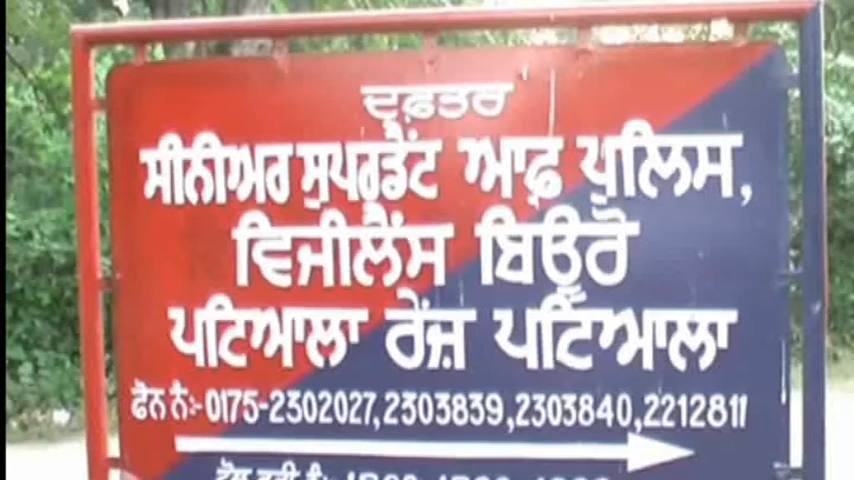 ਦਫ਼ਤਰ
ਸੀਨੀਅਰ ਸੁਪਰਡੈਂਟ ਆਫ਼ ਪੁਲਿਸ,
ਵਿਜੀਲੈਂਸ ਬਿਊਰੋ
ਪਟਿਆਲਾ ਰੇਂਜ਼ ਪਟਿਆਲਾ
ਫੋਨ ਨੰ:-0175-2302027,2303839,2303840,2212811